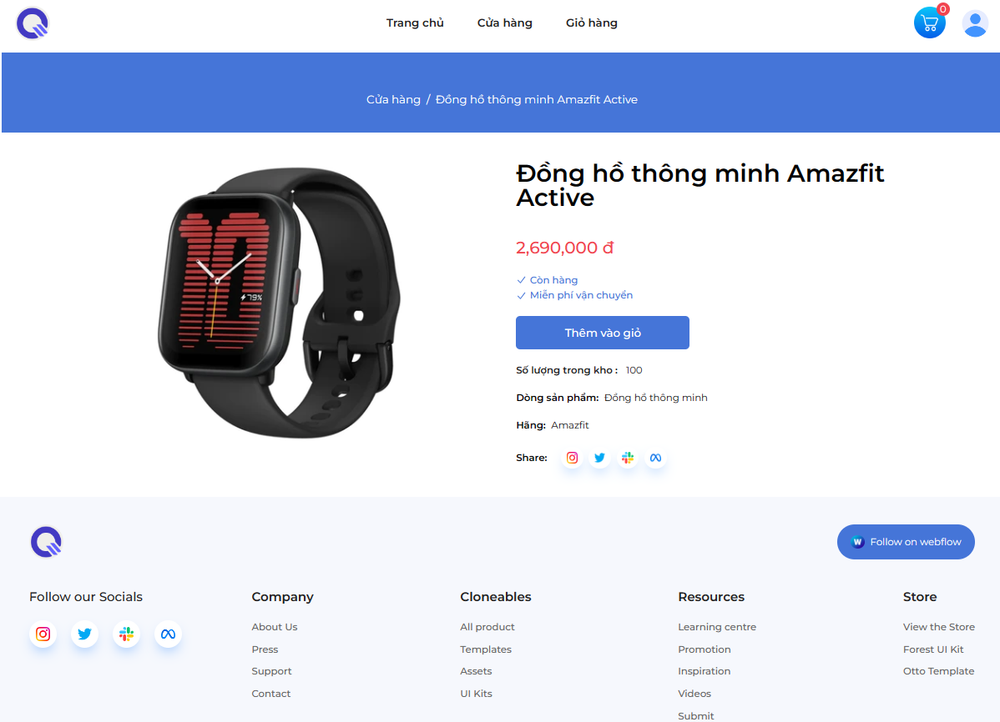 Trang chủ Cửa hàng Giỏ hàng
0
Cửa hàng / Đồng hồ thông minh Amazfit Active
Đồng hồ thông minh Amazfit
Active
2,690,000 đ
Còn hàng
Miễn phí vận chuyển
Thêm vào giỏ
Số lượng trong kho : 100
Dòng sản phẩm: Đồng hồ thông minh
Hãng: Amazfit
Share:
10
79%
W Follow on webflow
Follow our Socials
Company
About Us
Press
Support
Contact
Cloneables
All product
Templates
Assets
UI Kits
Resources
Learning centre
Promotion
Inspiration
Videos
Submit
Store
View the Store
Forest UI Kit
Otto Template